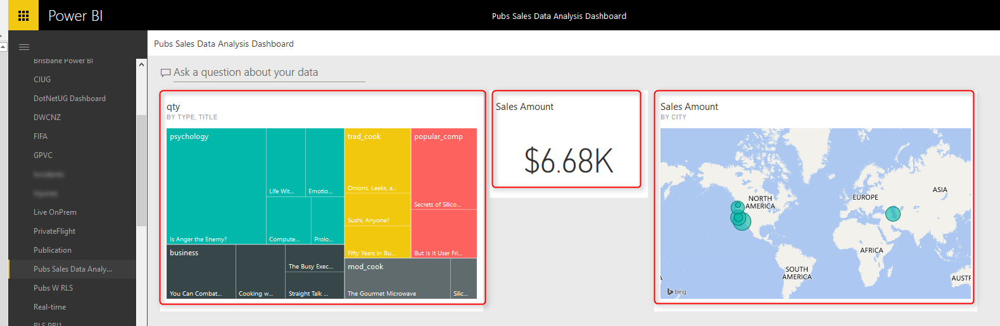 Power BI
Pubs Sales Data Analysis Dashboard
Brisbane Power BI
CIUG
DotNetUG Dashboard
DWCNZ
FIFA
GPVC
Live OnPrem
PrivateFlight
Publication
Pubs Sales Data Analy...
Pubs W RLS
Real-time
RLS PBI1
Pubs Sales Data Analysis Dashboard
Ask a question about your data
qty
BY TYPE, TITLE
psychology
Is Anger the Enemy?
Life Wit...
Emotio...
Compute...
Prolo...
business
You Can Combat...
Cooking w...
The Busy Exec...
Straight Talk ...
trad_cook
Onions, Leeks, a...
Sushi, Anyone?
Fifty Years in Bu...
popular_comp
Secrets of Silico...
But Is It User Fri...
mod_cook
The Gourmet Microwave
Silic...
Sales Amount
$6.68K
Sales Amount
BY CITY
NORTH
AMERICA
EUROPE
ASIA
AFRICA
SOUTH
AMERICA
AUSTR
bing